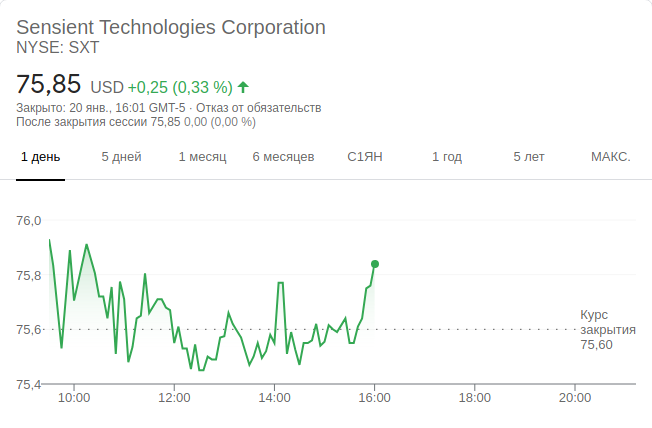 Sensient Technologies Corporation
NYSE: SXT
75,85 USD +0,25 (0,33 %)
Закрыто: 20 янв., 16:01 GMT-5 · Отказ от обязательств
После закрытия сессии 75,85 0,00 (0,00 %)
1 день 5 дней 1 месяц 6 месяцев С1ЯН 1 год 5 лет МАКС.
76,0
75,8
75,6
75,4
Курс
закрытия
75,60
10:00 12:00 14:00 16:00 18:00 20:00